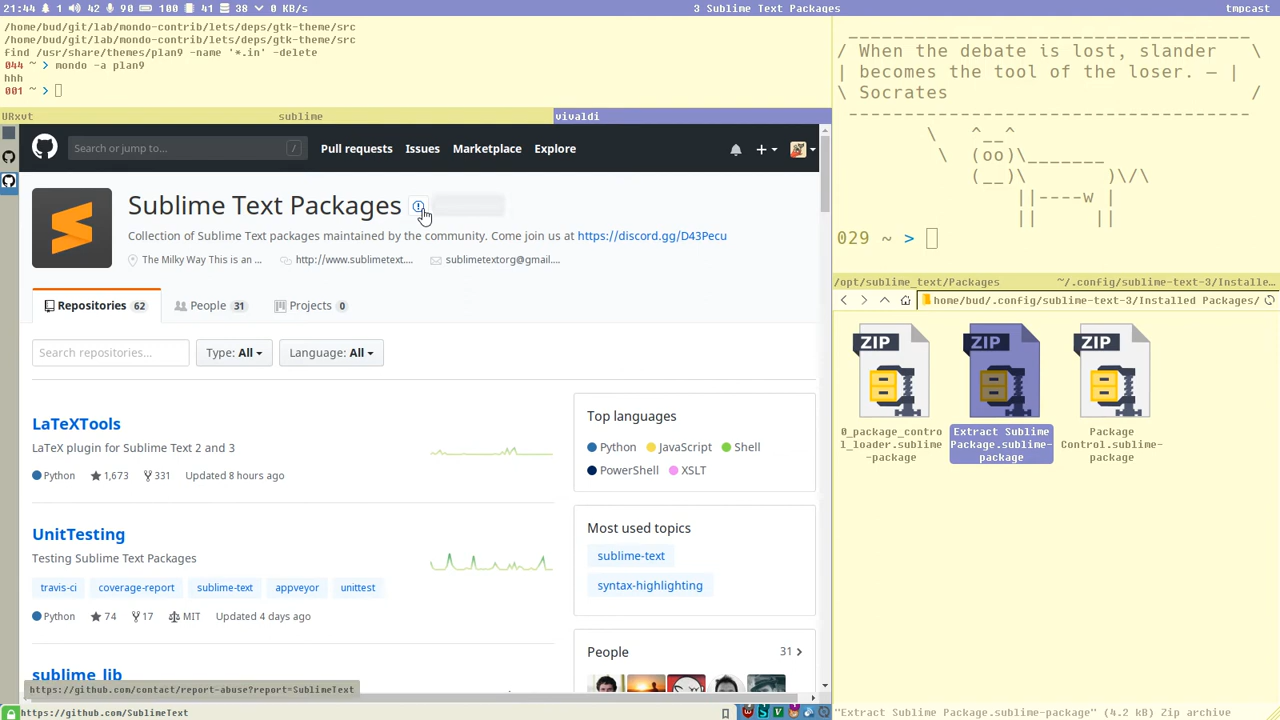 21:44 1 42 90 100 41 38 0 KB/s
3 Sublime Text Packages
tmpcast
/home/bud/git/lab/mondo-contrib/lets/deps/gtk-theme/src
/home/bud/git/lab/mondo-contrib/lets/deps/gtk-theme/src
find /usr/share/themes/plan9 -name '*.in' -delete
044 ~ > mondo -a plan9
hhh
001 ~ >
URxvt sublime vivaldi
Search or jump to... /
Pull requests Issues Marketplace Explore
Sublime Text Packages
Collection of Sublime Text packages maintained by the community. Come join us at https://discord.gg/D43Pecu
The Milky Way This is an ... http://www.sublimetext.... sublimetextorg@gmail....
Repositories 62 People 31 Projects 0
Search repositories... Type: All Language: All
LaTeXTools
LaTeX plugin for Sublime Text 2 and 3
Python 1,673 331 Updated 8 hours ago
UnitTesting
Testing Sublime Text Packages
travis-ci coverage-report sublime-text appveyor unittest
Python 74 17 MIT Updated 4 days ago
sublime_lib
Top languages
Python JavaScript Shell
PowerShell XSLT
Most used topics
sublime-text
syntax-highlighting
People 31 >
https://github.com/contact/report-abuse?report=SublimeText
https://github.com/SublimeText
/ When the debate is lost, slander \
| becomes the tool of the loser. — |
\ Socrates /
\ ^__^
\ (oo)\_______
(__)\ )\/\
||----w |
|| ||
029 ~ >
/opt/sublime_text/Packages ~/.config/sublime-text-3/Installe…
home/bud/.config/sublime-text-3/Installed Packages/
ZIP ZIP ZIP
0_package_contro
l_loader.sublime
-package
Extract Sublime
Package.sublime-
package
Package
Control.sublime-
package
"Extract Sublime Package.sublime-package" (4.2 kB) Zip archive